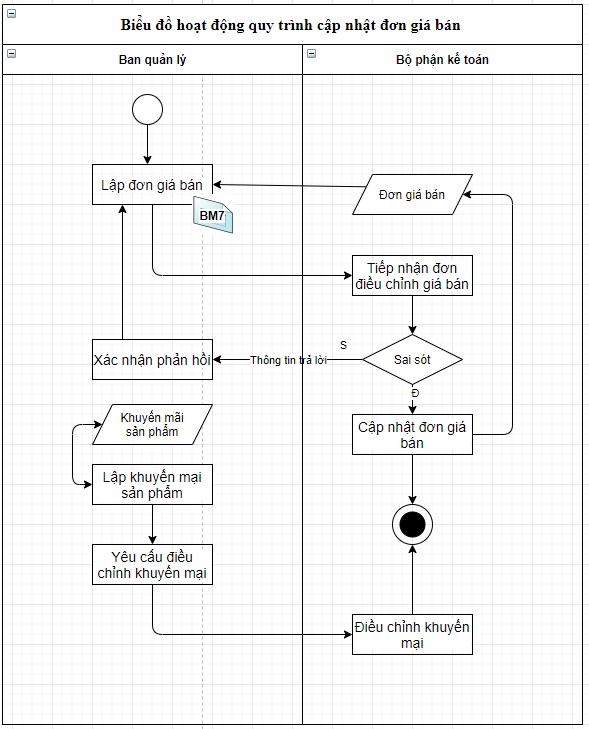 Biểu đồ hoạt động quy trình cập nhật đơn giá bán
Ban quản lý
Bộ phận kế toán
Lập đơn giá bán
BM7
Đơn giá bán
Tiếp nhận đơn
điều chỉnh giá bán
Xác nhận phản hồi
Thông tin trả lời
S
Sai sót
Đ
Khuyến mãi
sản phẩm
Cập nhật đơn giá
bán
Lập khuyến mại
sản phẩm
Yêu cấu điều
chỉnh khuyến mại
Điều chỉnh khuyến
mại